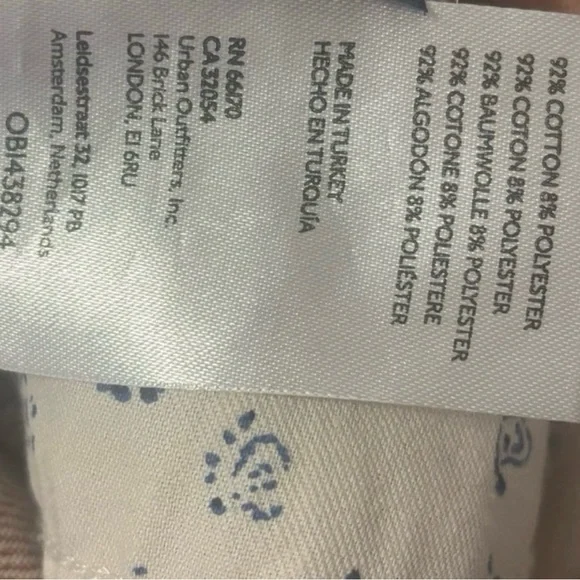 92% COTTON 8% POLYESTER
92% COTON 8% POLYESTER
92% BAUMWOLLE 8% POLYESTER
92% COTONE 8% POLIESTERE
92% ALGODÓN 8% POLIÉSTER
MADE IN TURKEY
HECHO EN TURQUÍA
RN 66170
CA 32054
Urban Outfitters, Inc.
146 Brick Lane
LONDON, E1 6RU
Leidsestraat 32, 1017 PB
Amsterdam, Netherlands
OB1438294